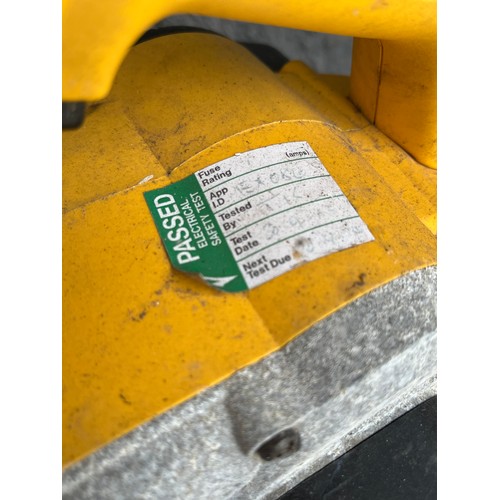 PASSED
ELECTRICAL
SAFETY TEST
Fuse
Rating
(amps)
App
I.D
Tested
By
Test
Date
Next
Test Due